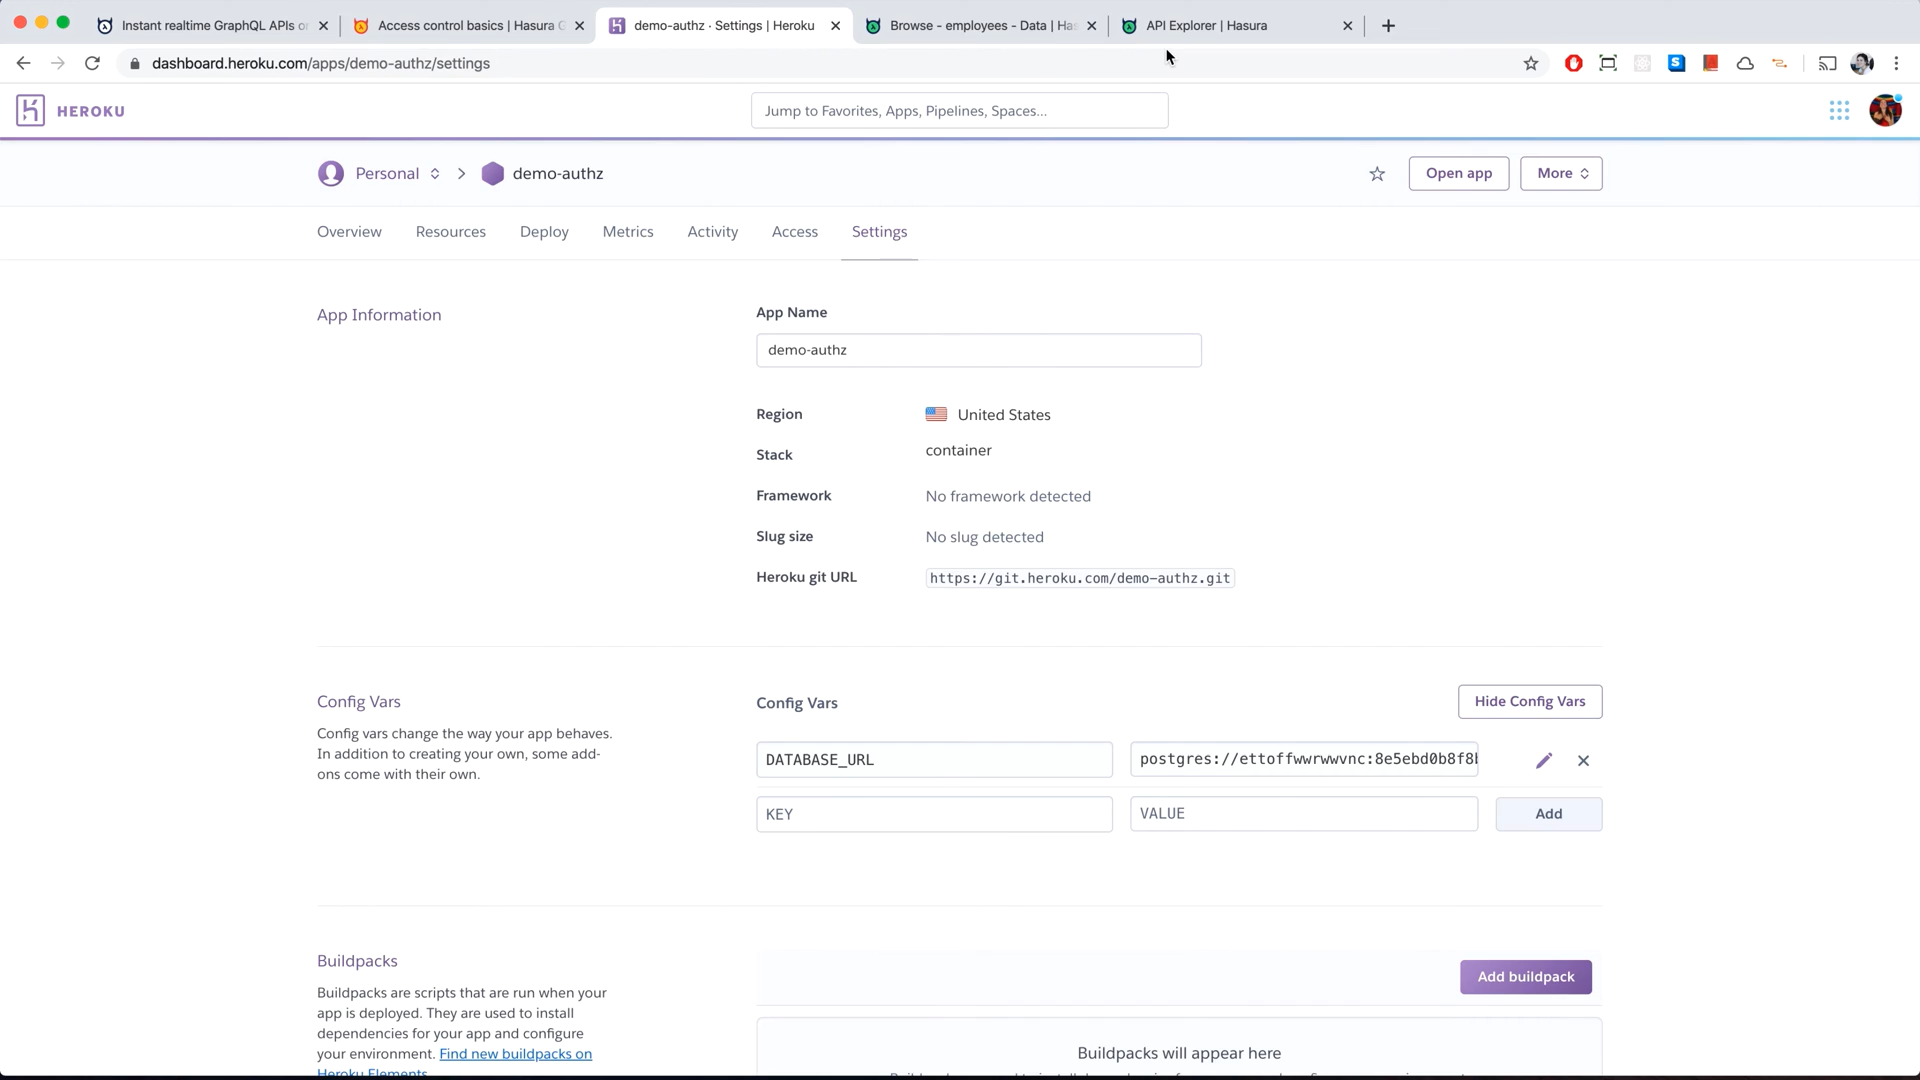 Instant realtime GraphQL APIs or
Access control basics | Hasura G
demo-authz · Settings | Heroku
Browse - employees - Data | Has
API Explorer | Hasura
dashboard.heroku.com/apps/demo-authz/settings
HEROKU
Jump to Favorites, Apps, Pipelines, Spaces...
Personal
demo-authz
Open app
More
Overview
Resources
Deploy
Metrics
Activity
Access
Settings
App Information
App Name
demo-authz
Region
United States
Stack
container
Framework
No framework detected
Slug size
No slug detected
Heroku git URL
https://git.heroku.com/demo-authz.git
Config Vars
Config vars change the way your app behaves.
In addition to creating your own, some add-
ons come with their own.
Config Vars
Hide Config Vars
DATABASE_URL
postgres://ettoffwwrwwvnc:8e5ebd0b8f8b
KEY
VALUE
Add
Buildpacks
Buildpacks are scripts that are run when your
app is deployed. They are used to install
dependencies for your app and configure
your environment. Find new buildpacks on
Heroku Elements
Add buildpack
Buildpacks will appear here